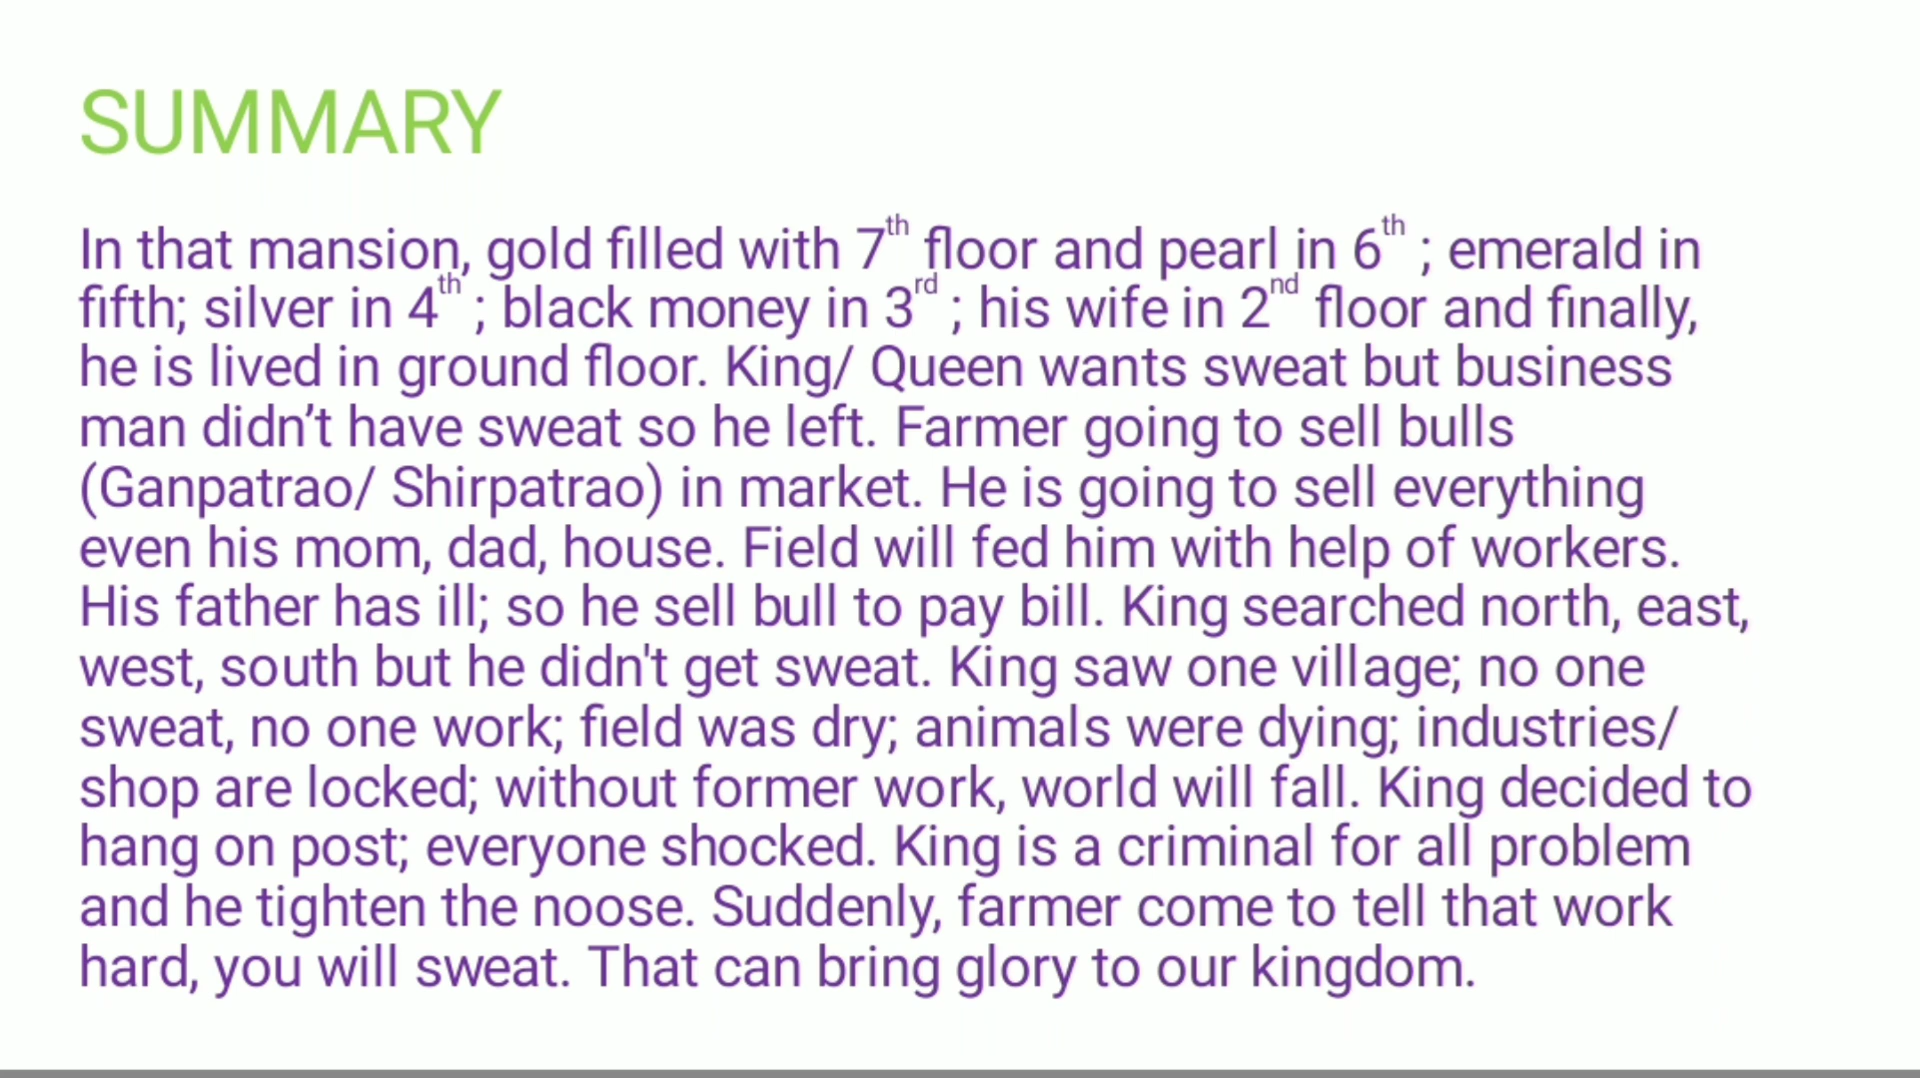 SUMMARY
In that mansion, gold filled with 7th floor and pearl in 6th ; emerald in
fifth; silver in 4th ; black money in 3rd ; his wife in 2nd floor and finally,
he is lived in ground floor. King/ Queen wants sweat but business
man didn’t have sweat so he left. Farmer going to sell bulls
(Ganpatrao/ Shirpatrao) in market. He is going to sell everything
even his mom, dad, house. Field will fed him with help of workers.
His father has ill; so he sell bull to pay bill. King searched north, east,
west, south but he didn't get sweat. King saw one village; no one
sweat, no one work; field was dry; animals were dying; industries/
shop are locked; without former work, world will fall. King decided to
hang on post; everyone shocked. King is a criminal for all problem
and he tighten the noose. Suddenly, farmer come to tell that work
hard, you will sweat. That can bring glory to our kingdom.